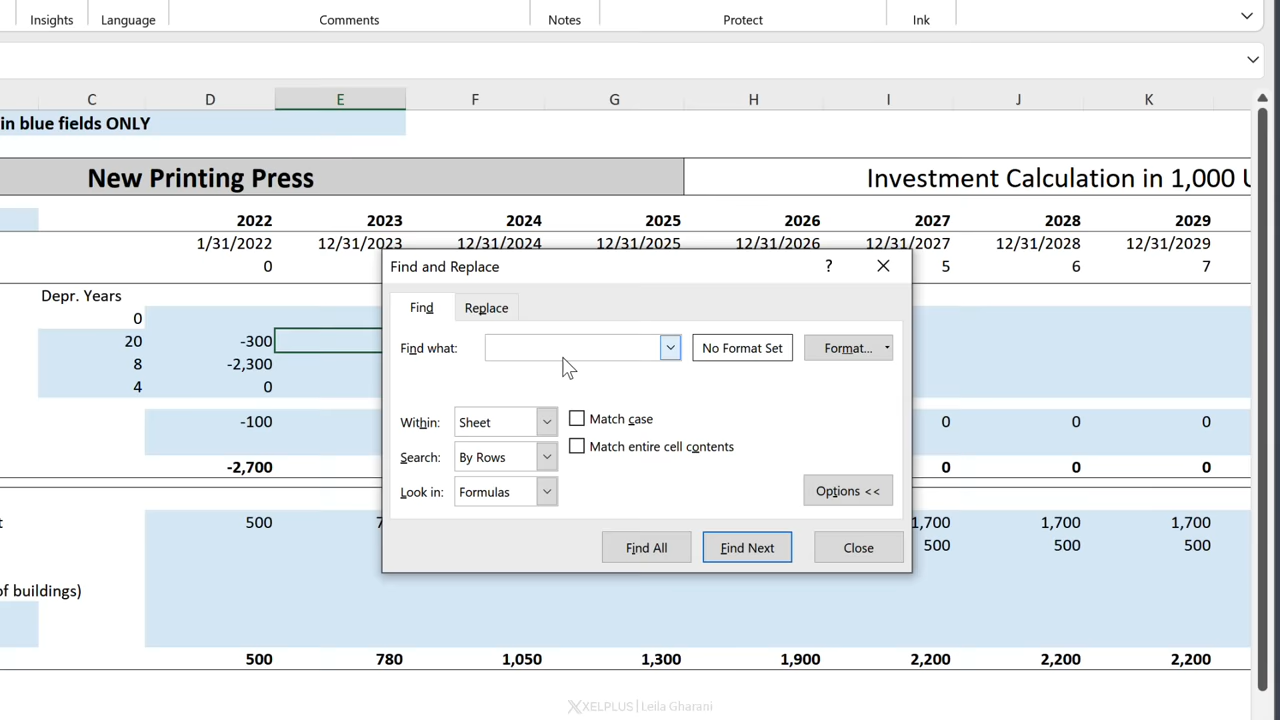 Insights Language Comments Notes Protect Ink
C D E F G H I J K
in blue fields ONLY
New Printing Press Investment Calculation in 1,000 U
2022 2023 2024 2025 2026 2027 2028 2029
1/31/2022 12/31/2023 12/31/2024 12/31/2025 12/31/2026 12/31/2027 12/31/2028 12/31/2029
0 5 6 7
Find and Replace ?
Depr. Years
Find Replace
0
20 -300
Find what: No Format Set Format...
8 -2,300
4 0
Within: Sheet Match case
-100 0 0 0
Match entire cell contents
Search: By Rows
-2,700 0 0 0
Look in: Formulas Options <<
t 500 7 1,700 1,700 1,700
500 500 500
Find All Find Next Close
of buildings)
500 780 1,050 1,300 1,900 2,200 2,200 2,200
XELPLUS | Leila Gharani